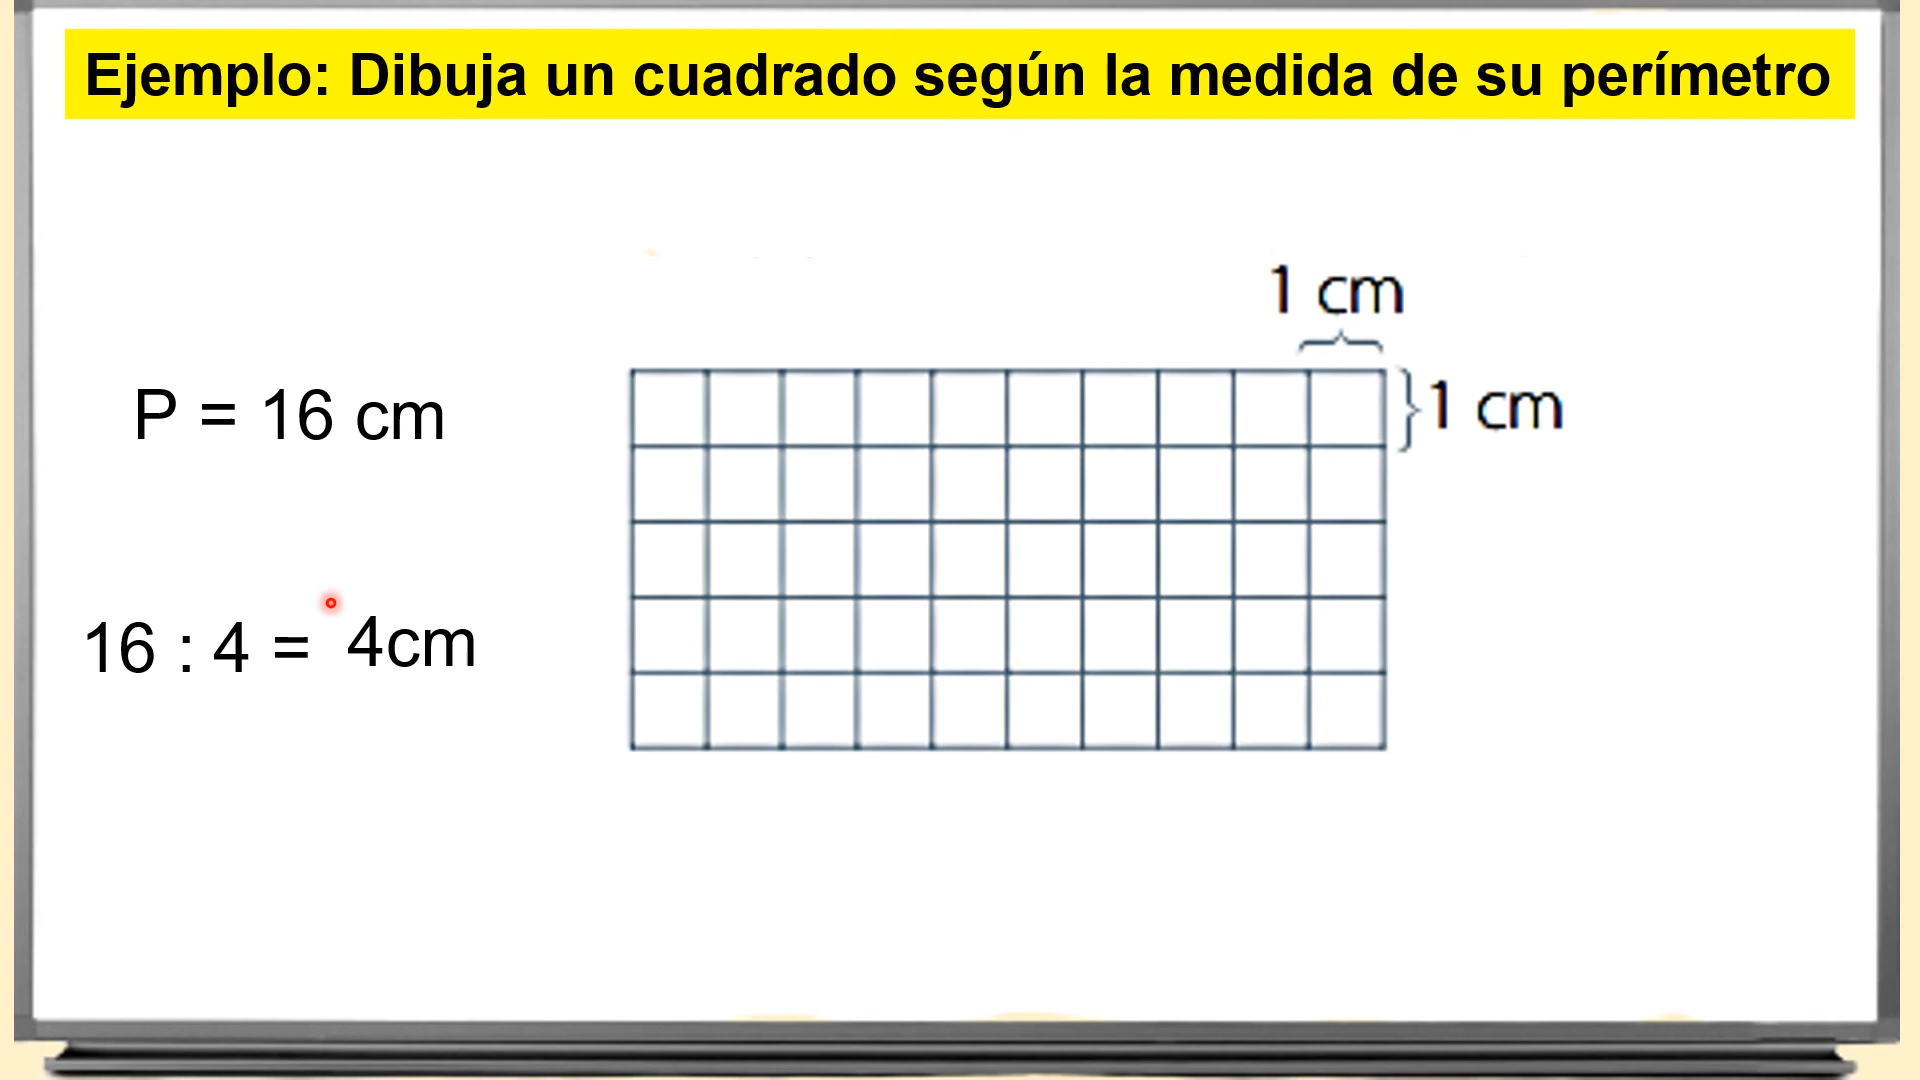 Ejemplo: Dibuja un cuadrado según la medida de su perímetro
1 cm
P = 16 cm
1 cm
16 : 4 = 4cm